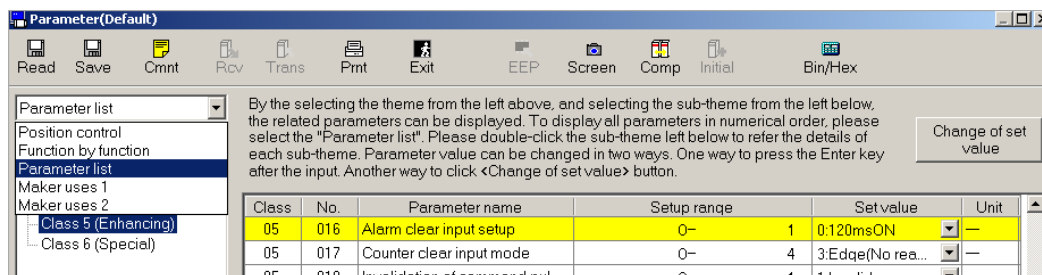 Parameter(Default)
Read Save Cmnt Rcv Trans Prnt Exit EEP Screen Comp Initial Bin/Hex
Parameter list
Position control
Function by function
Parameter list
Maker uses 1
Maker uses 2
Class 5 (Enhancing)
Class 6 (Special)
By the selecting the theme from the left above, and selecting the sub-theme from the left below,
the related parameters can be displayed. To display all parameters in numerical order, please
select the "Parameter list". Please double-click the sub-theme left below to refer the details of
each sub-theme. Parameter value can be changed in two ways. One way to press the Enter key
after the input. Another way to click <Change of set value> button.
Change of set
value
Class No. Parameter name Setup range Set value Unit
05 016 Alarm clear input setup 0– 1 0:120msON —
05 017 Counter clear input mode 0– 4 3:Edge(No rea... —